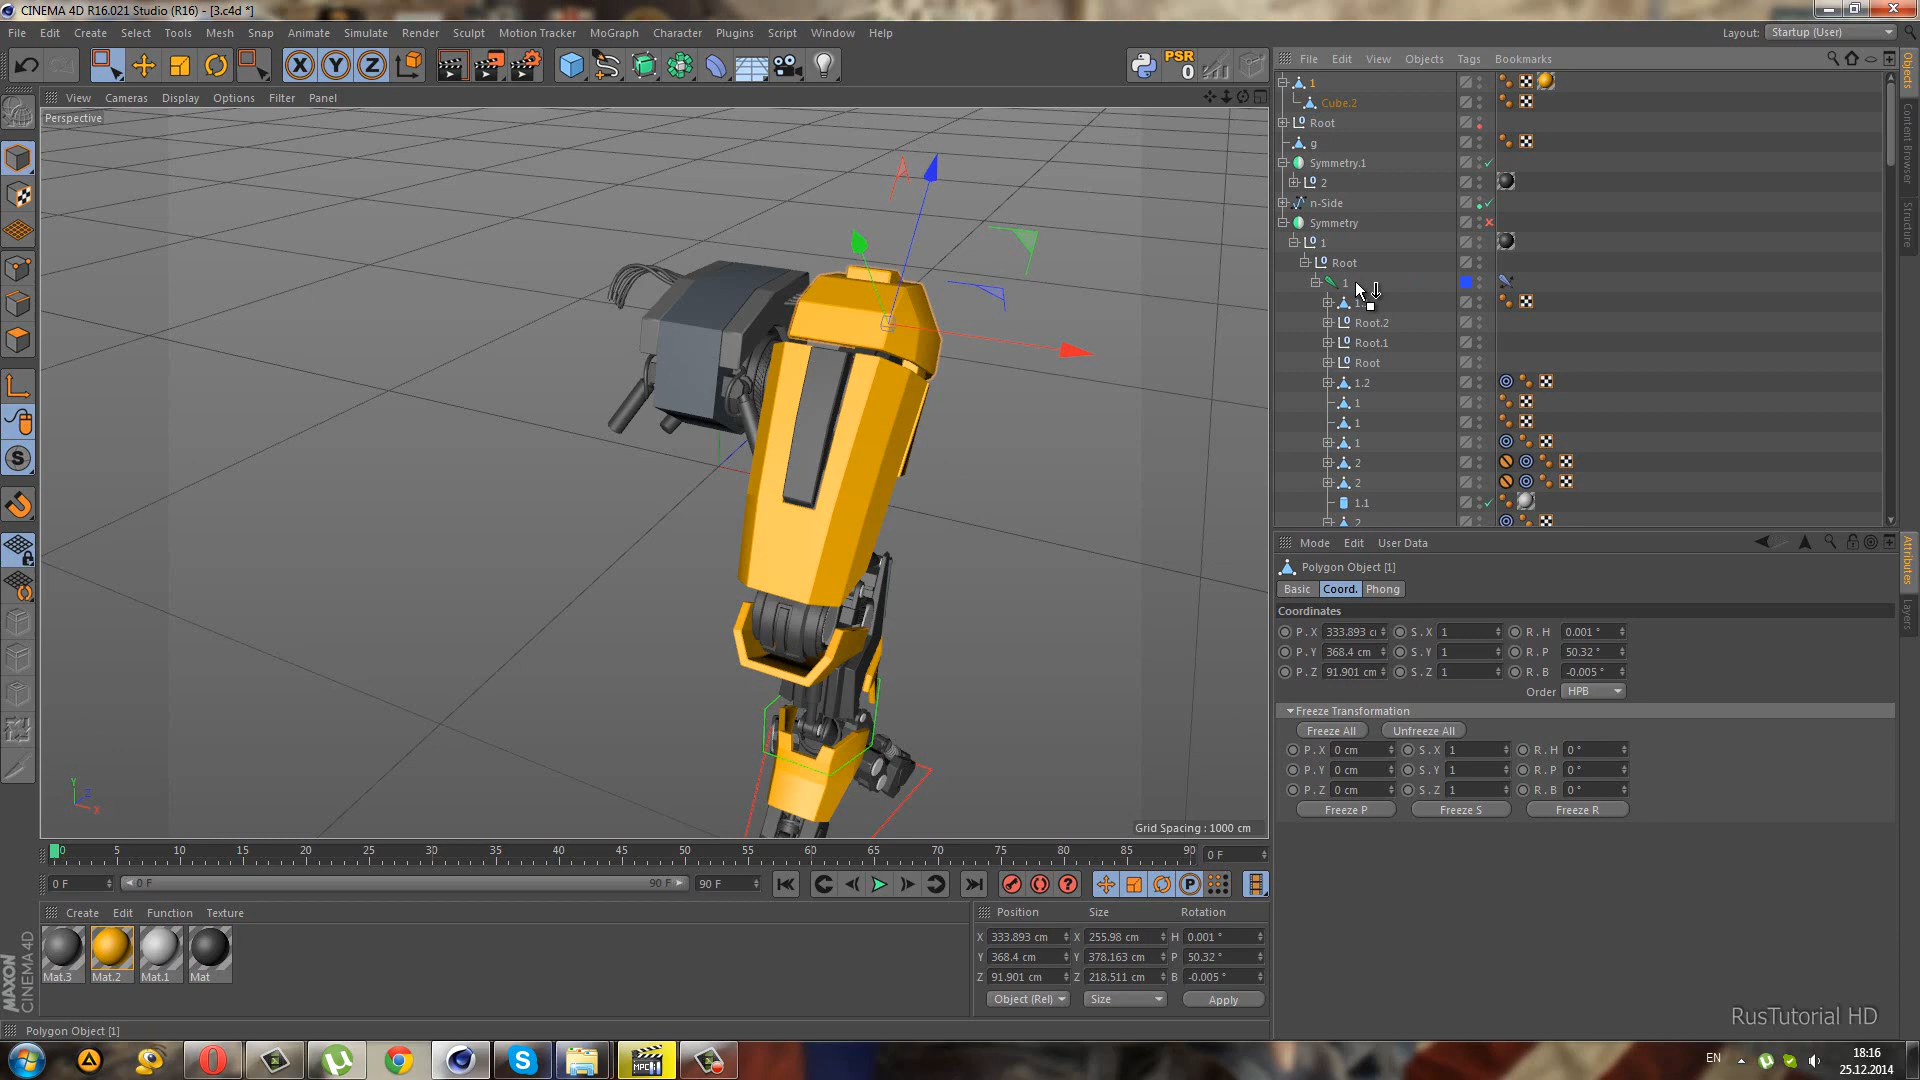 CINEMA 4D R16.021 Studio (R16) - [3.c4d *]
File Edit Create Select Tools Mesh Snap Animate Simulate Render Sculpt Motion Tracker MoGraph Character Plugins Script Window Help
Layout: Startup (User)
PSR
0
File Edit View Objects Tags Bookmarks
View Cameras Display Options Filter Panel
Perspective
1
Cube.2
Root
g
Symmetry.1
2
n-Side
Symmetry
1
Root
1
Root.2
Root.1
Root
1.2
1
1
1
2
2
1.1
2
Objects
Content Browser
Structure
Attributes
Layers
Mode Edit User Data
Polygon Object [1]
Basic Coord. Phong
Coordinates
P . X 333.893 cı S . X 1 R . H 0.001 °
P . Y 368.4 cm S . Y 1 R . P 50.32 °
P . Z 91.901 cm S . Z 1 R . B -0.005 °
Order HPB
Freeze Transformation
Freeze All Unfreeze All
P . X 0 cm S . X 1 R . H 0 °
P . Y 0 cm S . Y 1 R . P 0 °
P . Z 0 cm S . Z 1 R . B 0 °
Freeze P Freeze S Freeze R
Y
Z
X
Grid Spacing : 1000 cm
0 5 10 15 20 25 30 35 40 45 50 55 60 65 70 75 80 85 90 0 F
0 F 0 F 90 F 90 F
Create Edit Function Texture
Mat.3 Mat.2 Mat.1 Mat
Position Size Rotation
X 333.893 cm X 255.98 cm H 0.001 °
Y 368.4 cm Y 378.163 cm P 50.32 °
Z 91.901 cm Z 218.511 cm B -0.005 °
Object (Rel) Size Apply
MAXON
CINEMA 4D
Polygon Object [1]
RusTutorial HD
EN
18:16
25.12.2014